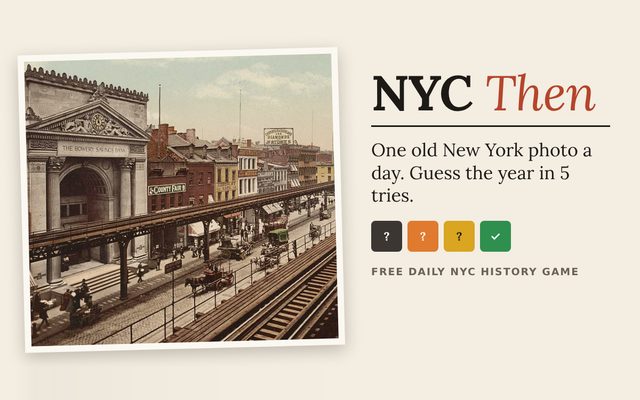 NYC Then
One old New York photo a
day. Guess the year in 5
tries.
? ? ? ✓
FREE DAILY NYC HISTORY GAME
THE BOWERY SAVINGS BANK
COUNTY FAIR
DIAMONDS